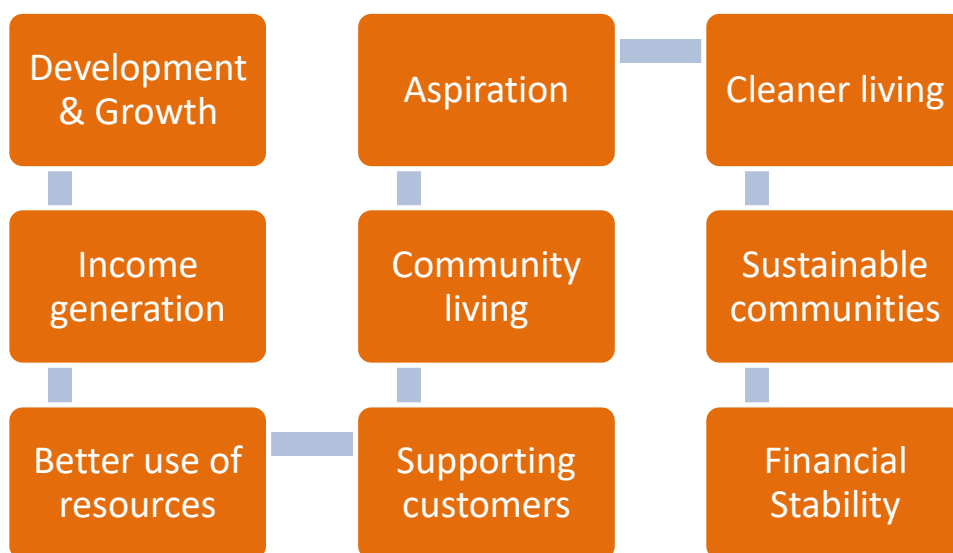 Development
& Growth
Income
generation
Better use of
resources
Supporting
customers
Community
living
Aspiration
Cleaner living
Sustainable
communities
Financial
Stability